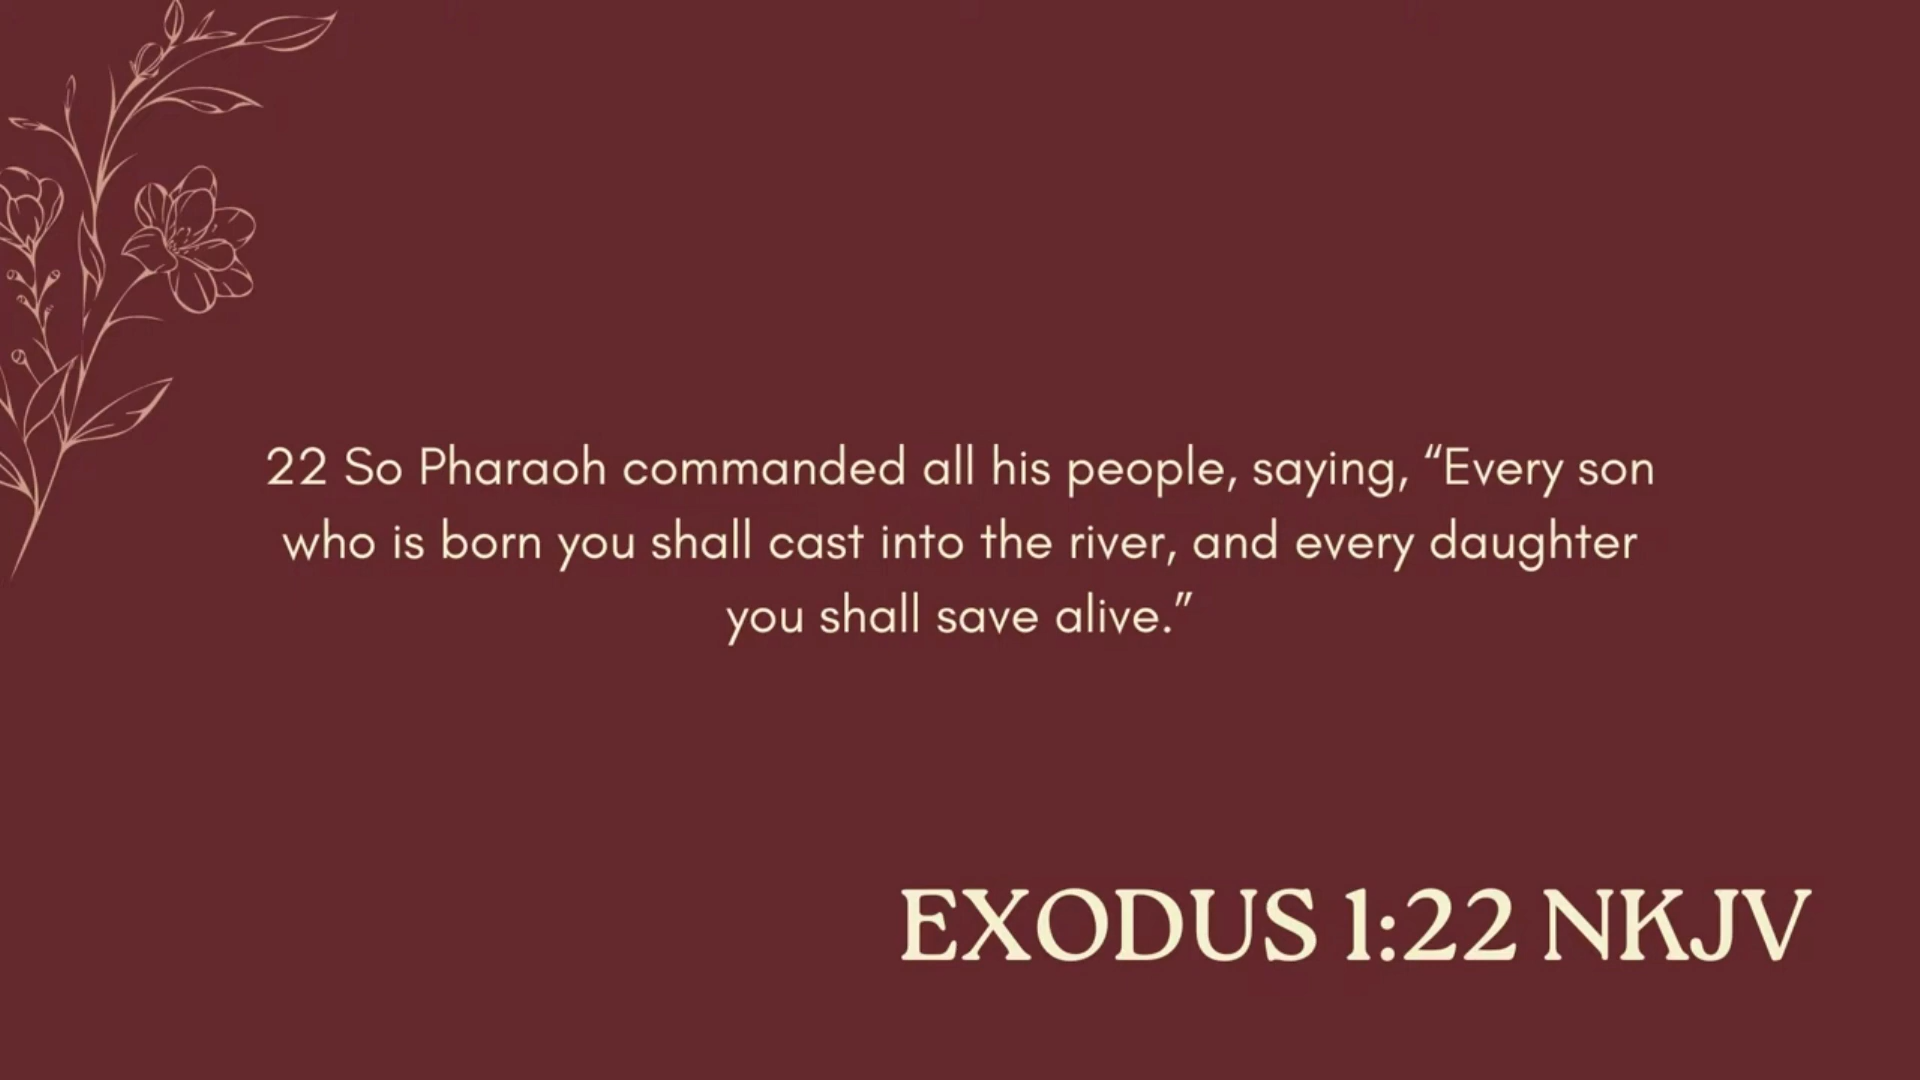 22 So Pharaoh commanded all his people, saying, “Every son
who is born you shall cast into the river, and every daughter
you shall save alive.”
EXODUS 1:22 NKJV